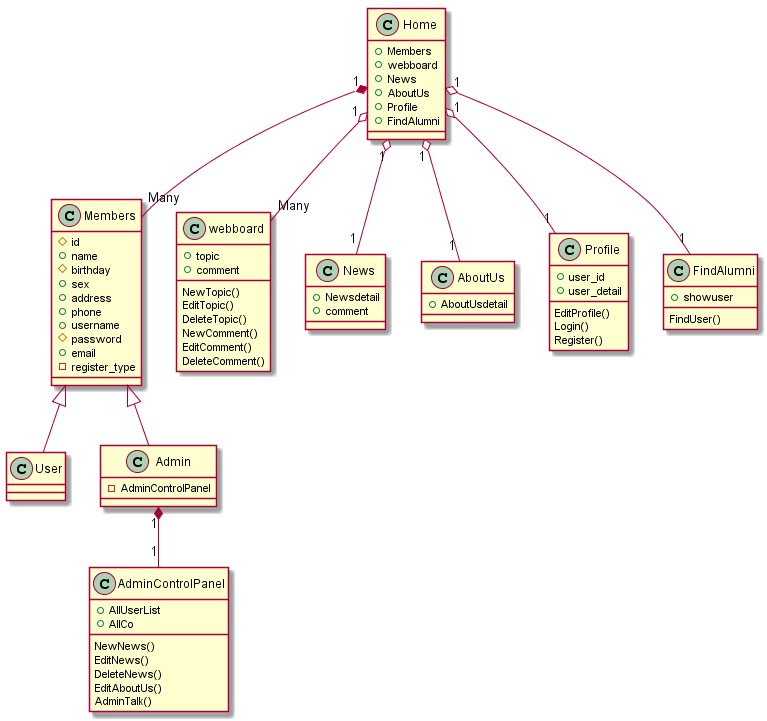 C Home
Members
webboard
News
AboutUs
Profile
FindAlumni
1
1
1
1
1
1
Many
Many
1
1
1
1
C Members
id
name
birthday
sex
address
phone
username
password
email
register_type
C webboard
topic
comment
NewTopic()
EditTopic()
DeleteTopic()
NewComment()
EditComment()
DeleteComment()
C News
Newsdetail
comment
C AboutUs
AboutUsdetail
C Profile
user_id
user_detail
EditProfile()
Login()
Register()
C FindAlumni
showuser
FindUser()
C User
C Admin
AdminControlPanel
1
1
C AdminControlPanel
AllUserList
AllCo
NewNews()
EditNews()
DeleteNews()
EditAboutUs()
AdminTalk()